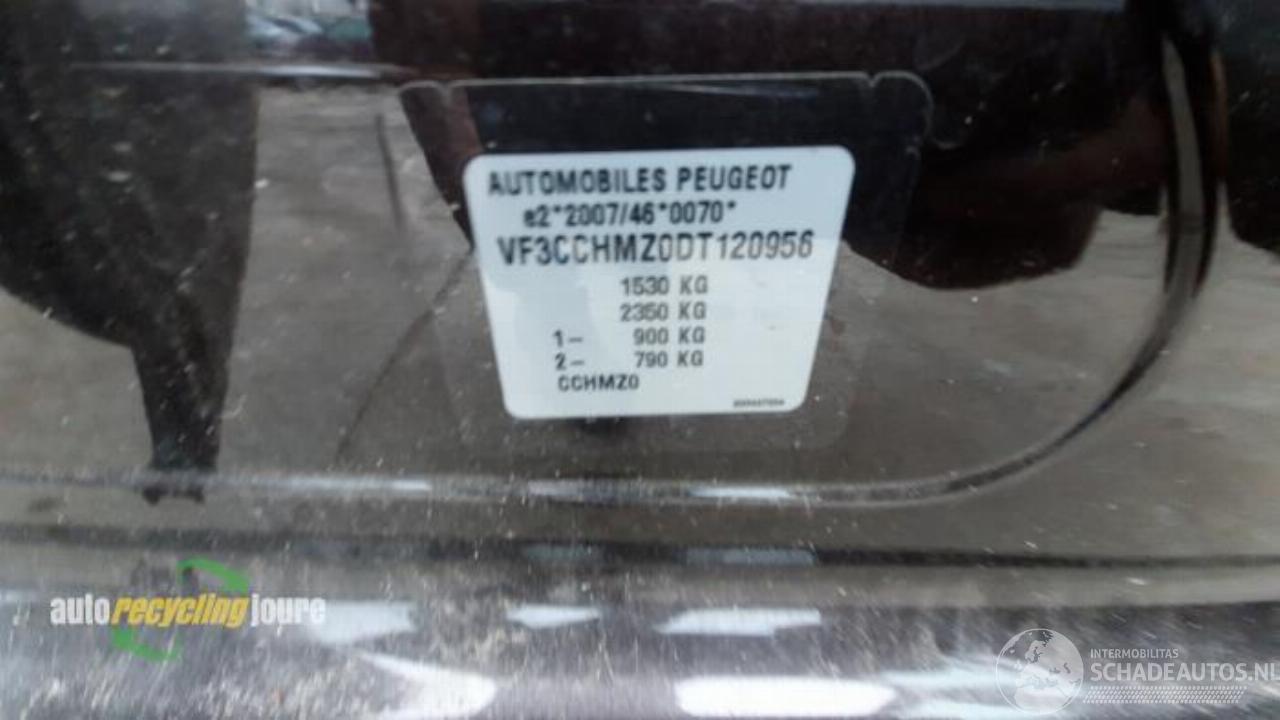 AUTOMOBILES PEUGEOT
e2*2007/46*0070*
VF3CCHMZ0DT120956
1530 KG
2350 KG
1- 900 KG
2- 790 KG
CCHMZ0
autorecyclingjoure
INTERMOBILITAS
SCHADEAUTOS.NL